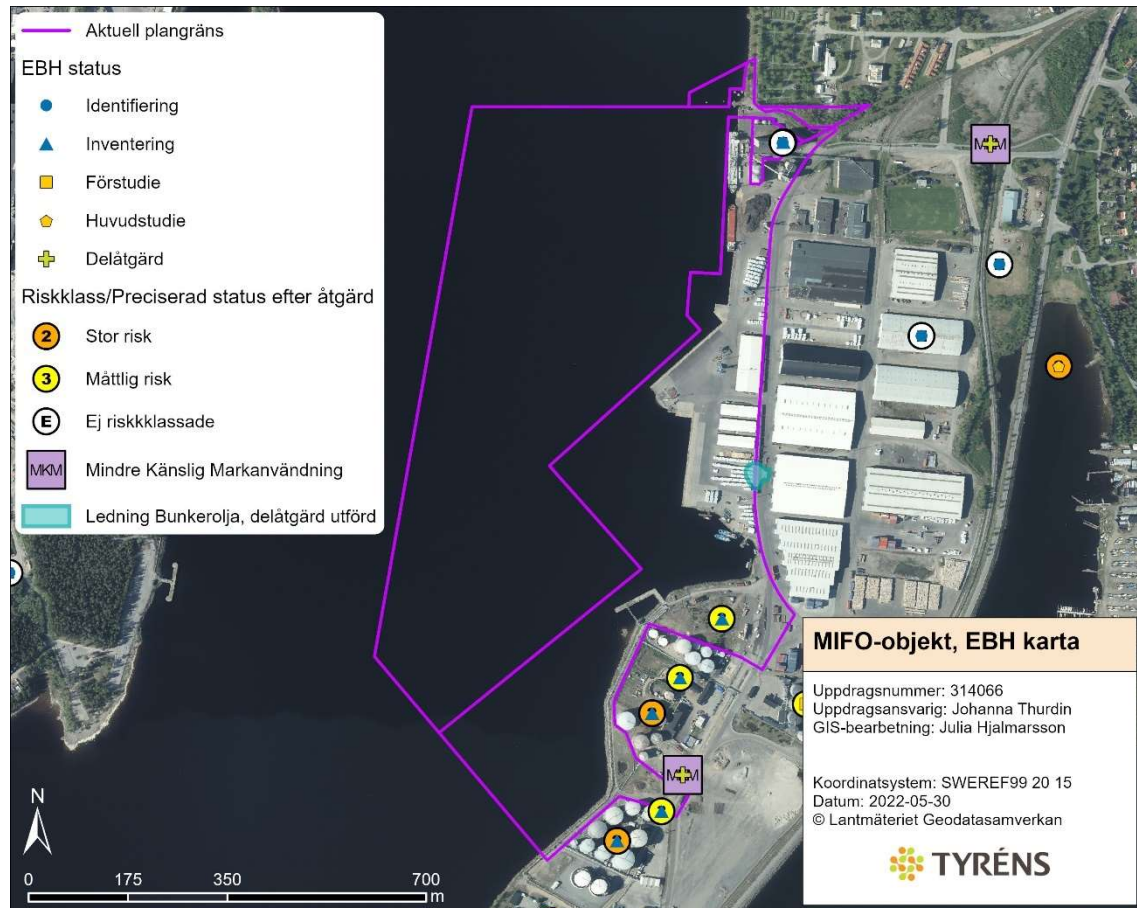 Aktuell plangräns
EBH status
Identifiering
Inventering
Förstudie
Huvudstudie
Delåtgärd
Riskklass/Preciserad status efter åtgärd
2 Stor risk
3 Måttlig risk
E Ej riskkklassade
MKM Mindre Känslig Markanvändning
Ledning Bunkerolja, delåtgärd utförd
M M
M M
MIFO-objekt, EBH karta
Uppdragsnummer: 314066
Uppdragsansvarig: Johanna Thurdin
GIS-bearbetning: Julia Hjalmarsson
Koordinatsystem: SWEREF99 20 15
Datum: 2022-05-30
© Lantmäteriet Geodatasamverkan
TYRÉNS
N
0 175 350 700
m